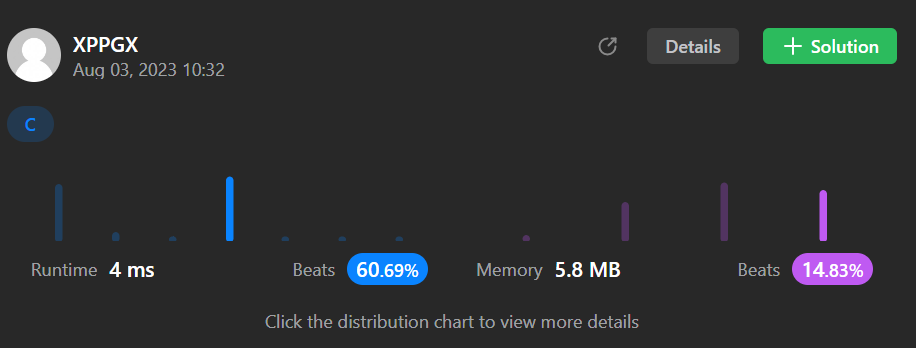 XPPGX
Details
Solution
Aug 03, 2023 10:32
C
Runtime 4 ms Beats 60.69% Memory 5.8 MB Beats 14.83%
Click the distribution chart to view more details